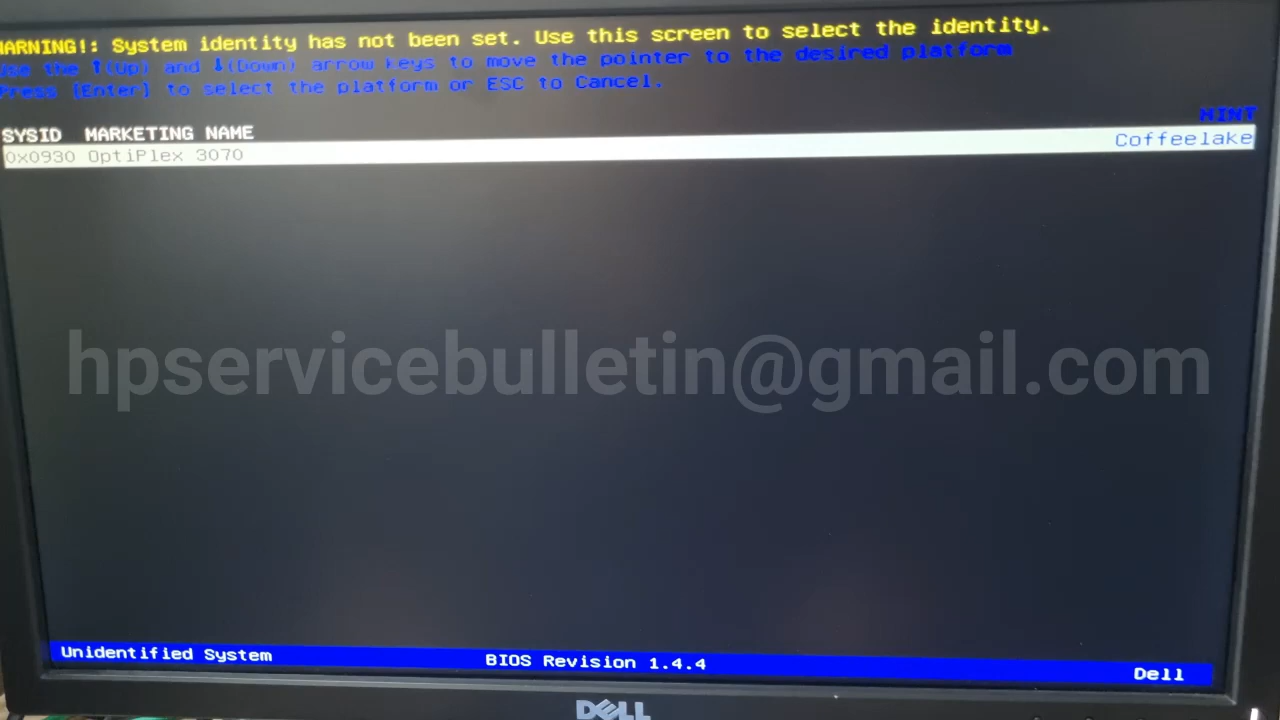 WARNING!: System identity has not been set. Use this screen to select the identity.
Use the ↑(Up) and ↓(Down) arrow keys to move the pointer to the desired platform
Press [Enter] to select the platform or ESC to Cancel.
HINT
SYSID MARKETING NAME
0x0930 OptiPlex 3070 Coffeelake
hpservicebulletin@gmail.com
Unidentified System BIOS Revision 1.4.4 Dell
DELL